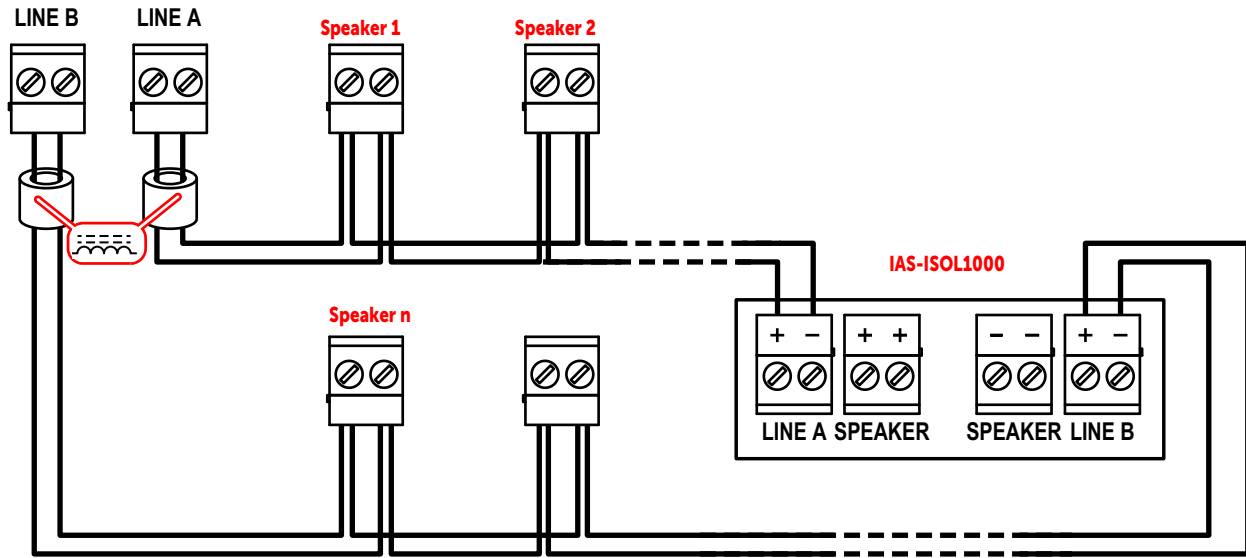 LINE B
LINE A
Speaker 1
Speaker 2
IAS-ISOL1000
Speaker n
+ − + + − − + −
LINE A SPEAKER SPEAKER LINE B